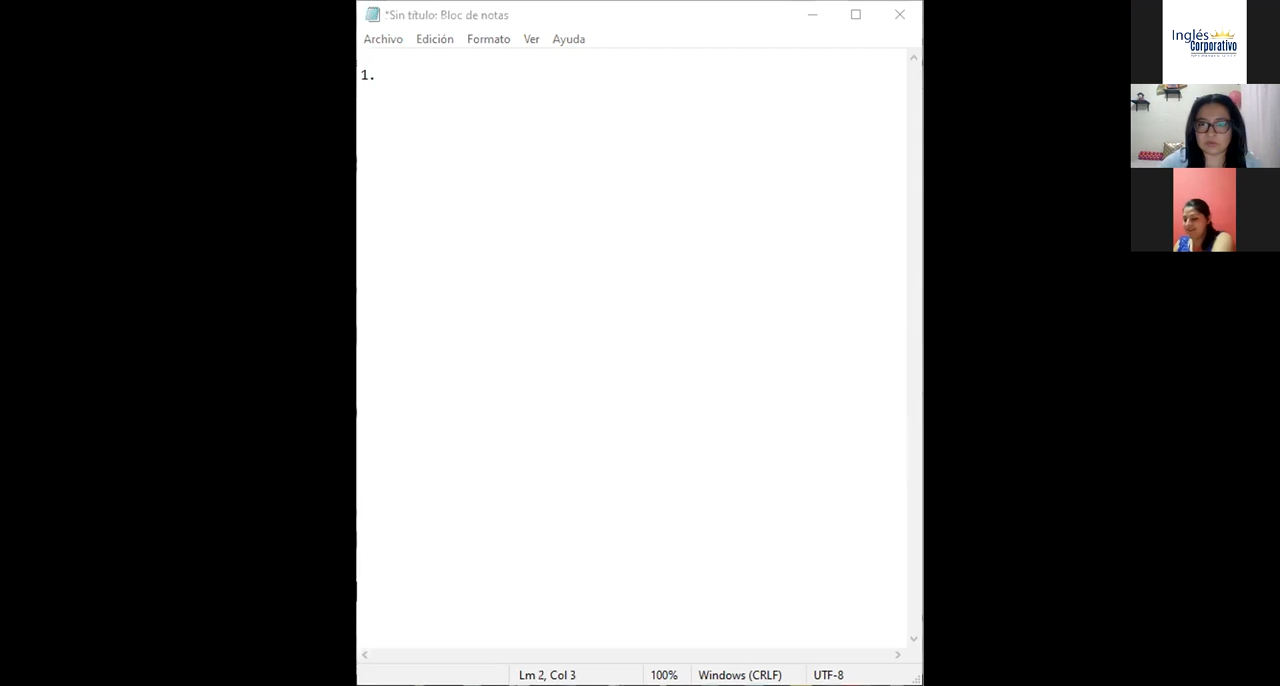 *Sin título: Bloc de notas
Archivo Edición Formato Ver Ayuda
1.
Lm 2, Col 3 100% Windows (CRLF) UTF-8
Inglés
Corporativo